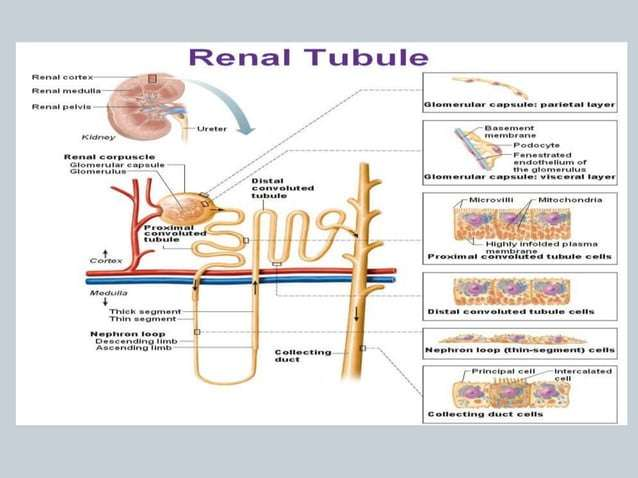 Renal Tubule
Renal cortex
Renal medulla
Renal pelvis
Kidney
Ureter
Renal corpuscle
Glomerular capsule
Glomerulus
Distal
convoluted
tubule
Proximal
convoluted
tubule
Cortex
Medulla
Thick segment
Thin segment
Nephron loop
Descending limb
Ascending limb
Collecting
duct
Glomerular capsule: parietal layer
Basement
membrane
Podocyte
Fenestrated
endothelium of
the glomerulus
Glomerular capsule: visceral layer
Microvilli
Mitochondria
Highly infolded plasma
membrane
Proximal convoluted tubule cells
Distal convoluted tubule cells
Nephron loop (thin-segment) cells
Principal cell
Intercalated
cell
Collecting duct cells